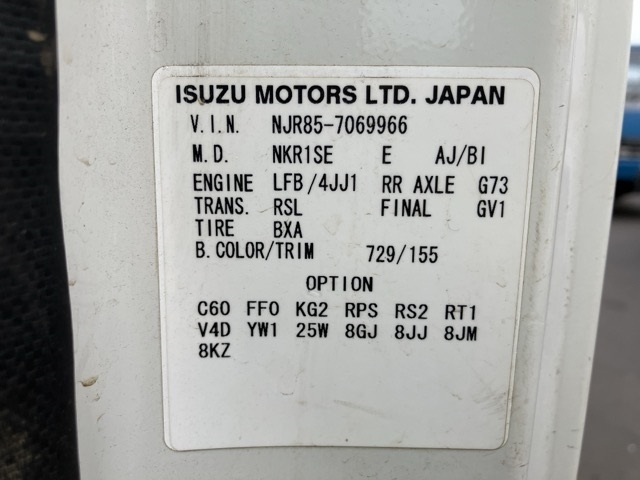 ISUZU MOTORS LTD. JAPAN
V.I.N. NJR85-7069966
M.D. NKR1SE E AJ/BI
ENGINE LFB/4JJ1 RR AXLE G73
TRANS. RSL FINAL GV1
TIRE BXA
B.COLOR/TRIM 729/155
OPTION
C60 FF0 KG2 RPS RS2 RT1
V4D YW1 25W 8GJ 8JJ 8JM
8KZ